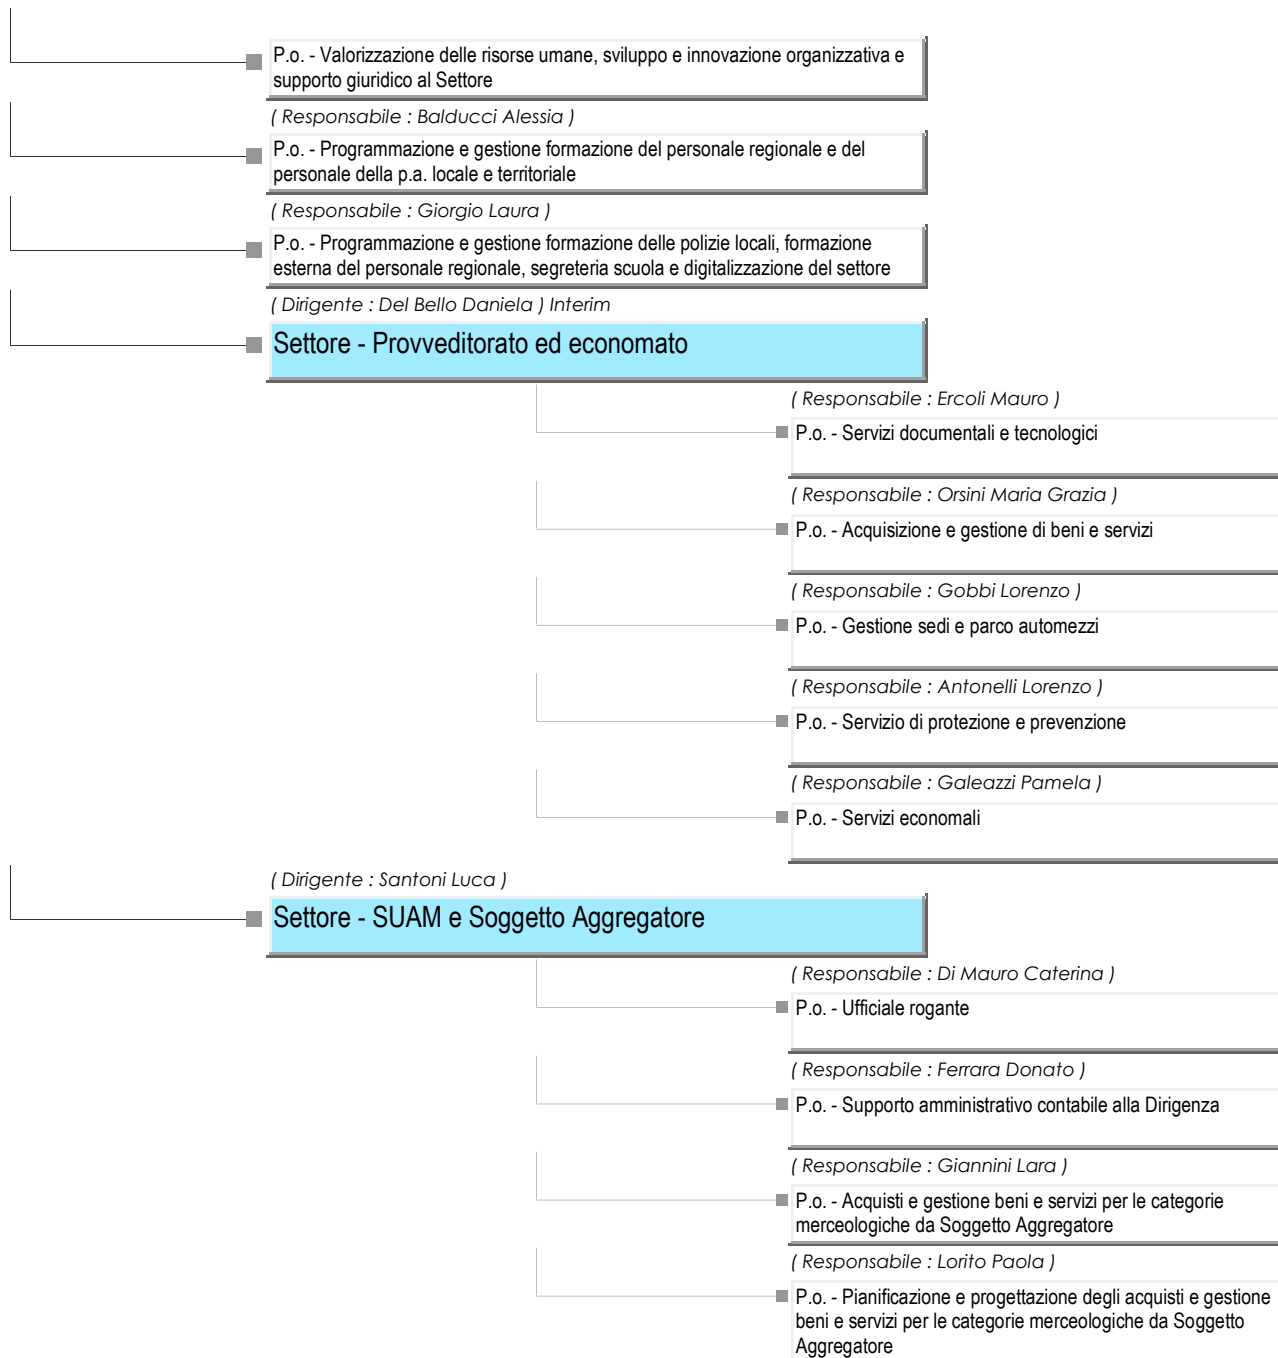 P.o. - Valorizzazione delle risorse umane, sviluppo e innovazione organizzativa e
supporto giuridico al Settore
( Responsabile : Balducci Alessia )
P.o. - Programmazione e gestione formazione del personale regionale e del
personale della p.a. locale e territoriale
( Responsabile : Giorgio Laura )
P.o. - Programmazione e gestione formazione delle polizie locali, formazione
esterna del personale regionale, segreteria scuola e digitalizzazione del settore
( Dirigente : Del Bello Daniela ) Interim
Settore - Provveditorato ed economato
( Responsabile : Ercoli Mauro )
P.o. - Servizi documentali e tecnologici
( Responsabile : Orsini Maria Grazia )
P.o. - Acquisizione e gestione di beni e servizi
( Responsabile : Gobbi Lorenzo )
P.o. - Gestione sedi e parco automezzi
( Responsabile : Antonelli Lorenzo )
P.o. - Servizio di protezione e prevenzione
( Responsabile : Galeazzi Pamela )
P.o. - Servizi economali
( Dirigente : Santoni Luca )
Settore - SUAM e Soggetto Aggregatore
( Responsabile : Di Mauro Caterina )
P.o. - Ufficiale rogante
( Responsabile : Ferrara Donato )
P.o. - Supporto amministrativo contabile alla Dirigenza
( Responsabile : Giannini Lara )
P.o. - Acquisti e gestione beni e servizi per le categorie
merceologiche da Soggetto Aggregatore
( Responsabile : Lorito Paola )
P.o. - Pianificazione e progettazione degli acquisti e gestione
beni e servizi per le categorie merceologiche da Soggetto
Aggregatore